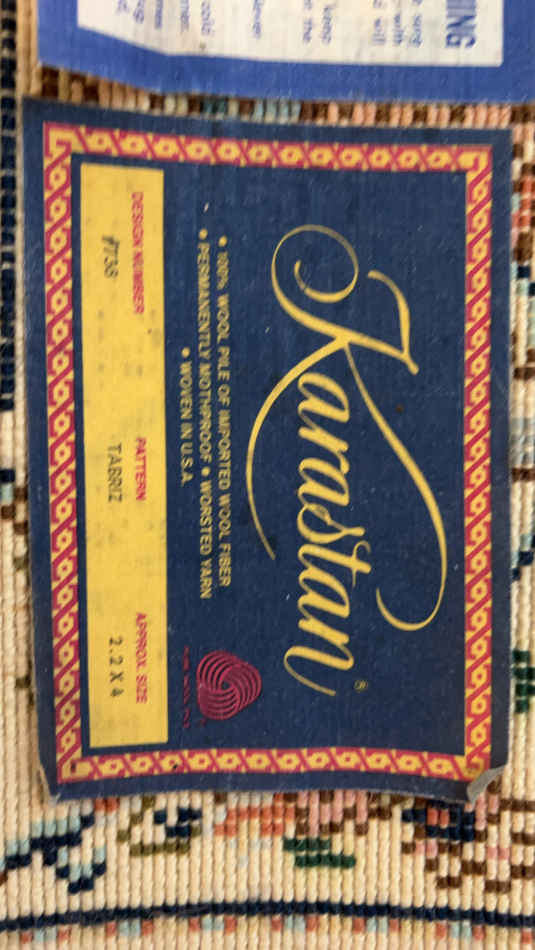 ING
Karastan®
• 100% WOOL PILE OF IMPORTED WOOL FIBER
• PERMANENTLY MOTHPROOF • WORSTED YARN
• WOVEN IN U.S.A.
DESIGN NUMBER PATTERN APPROX. SIZE
#738 TABRIZ 2.2 X 4